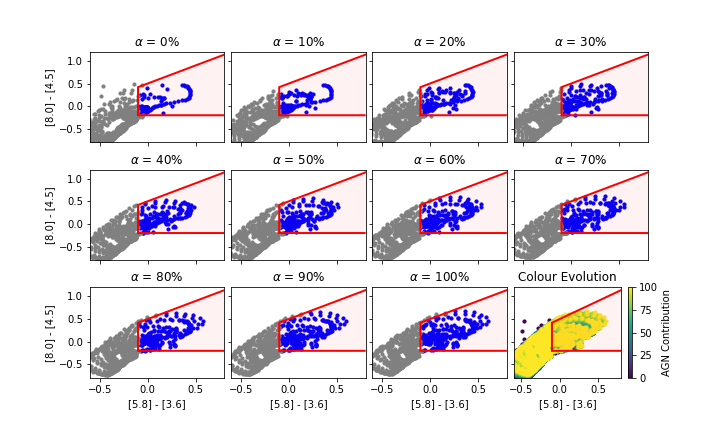 α = 0%
α = 10%
α = 20%
α = 30%
[8.0] - [4.5]
1.0
0.5
0.0
−0.5
α = 40%
α = 50%
α = 60%
α = 70%
[8.0] - [4.5]
1.0
0.5
0.0
−0.5
α = 80%
α = 90%
α = 100%
Colour Evolution
[8.0] - [4.5]
1.0
0.5
0.0
−0.5
100
75
50
25
0
AGN Contribution
−0.5 0.0 0.5
−0.5 0.0 0.5
−0.5 0.0 0.5
−0.5 0.0 0.5
[5.8] - [3.6]
[5.8] - [3.6]
[5.8] - [3.6]
[5.8] - [3.6]